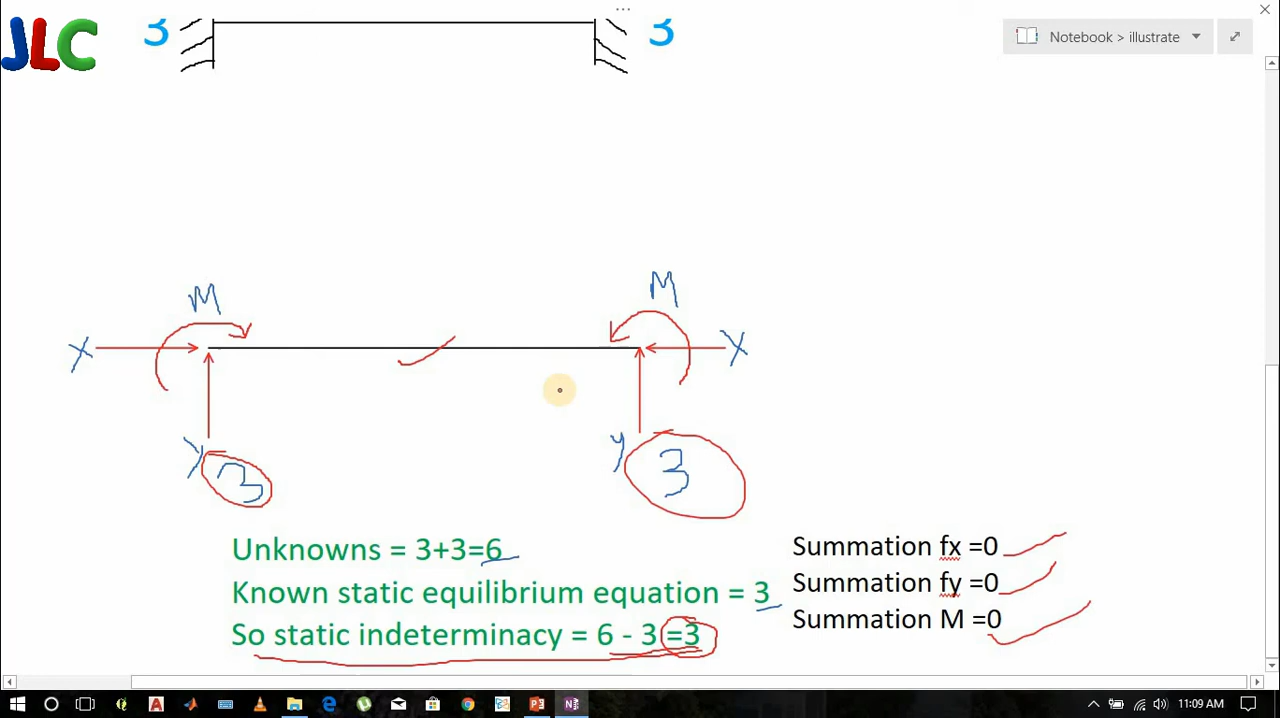 JLC
3
3
Notebook > illustrate
M
M
X
X
y
y
3
3
Unknowns = 3+3=6
Known static equilibrium equation = 3
So static indeterminacy = 6 - 3 =3
Summation fx =0
Summation fy =0
Summation M =0
11:09 AM